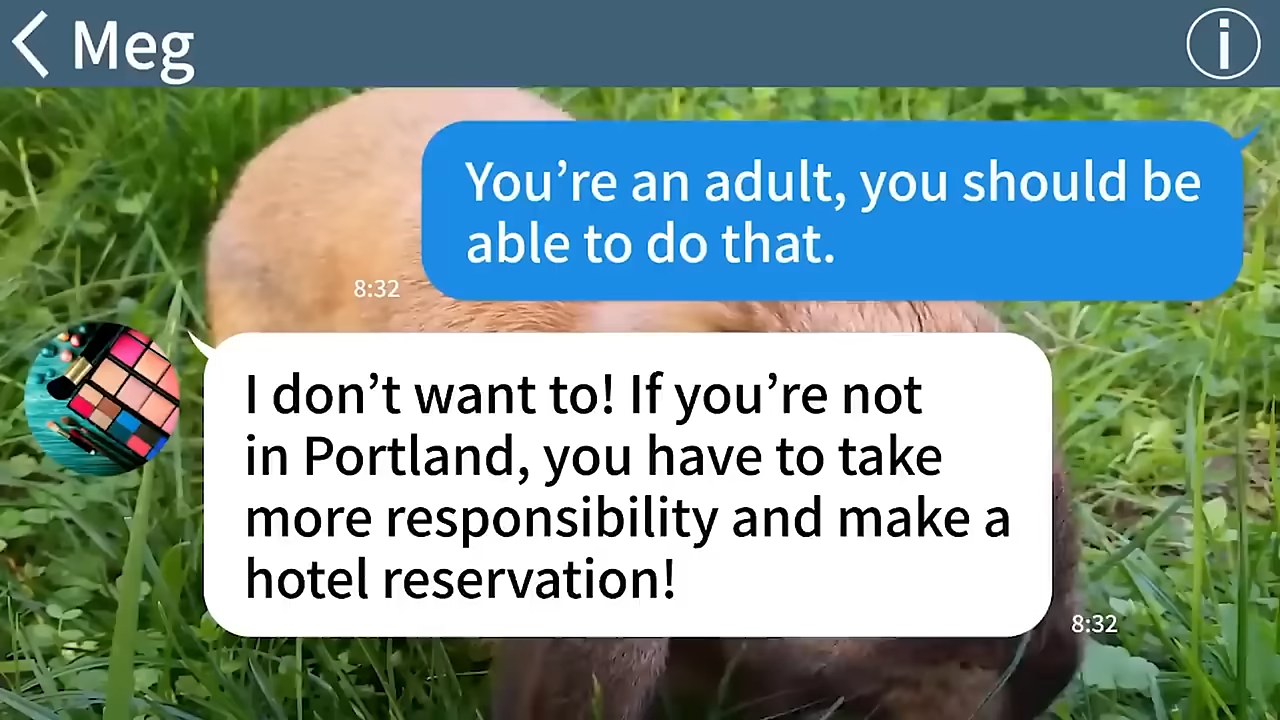 Meg
You’re an adult, you should be
able to do that.
8:32
I don’t want to! If you’re not
in Portland, you have to take
more responsibility and make a
hotel reservation!
8:32